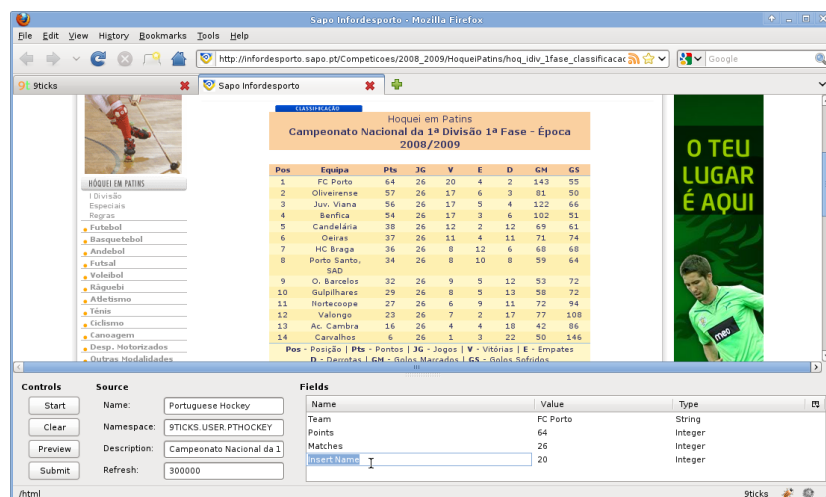 Sapo Infordesporto - Mozilla Firefox
File Edit View History Bookmarks Tools Help
http://infordesporto.sapo.pt/Competicoes/2008_2009/HoqueiPatins/hoq_idiv_1fase_classificacac
Google
9ticks
Sapo Infordesporto
CLASSIFICAÇÃO
Hoquei em Patins
Campeonato Nacional da 1ª Divisão 1ª Fase - Época
2008/2009
Pos Equipa Pts JG V E D GM GS
1 FC Porto 64 26 20 4 2 143 55
2 Oliveirense 57 26 17 6 3 81 50
3 Juv. Viana 56 26 17 5 4 122 66
4 Benfica 54 26 17 3 6 102 51
5 Candelária 38 26 12 2 12 69 61
6 Oeiras 37 26 11 4 11 71 74
7 HC Braga 36 26 8 12 6 68 68
8 Porto Santo, 34 26 8 10 8 59 64
SAD
9 O. Barcelos 32 26 9 5 12 53 72
10 Gulpilhares 29 26 8 5 13 58 72
11 Nortecoope 27 26 6 9 11 72 94
12 Valongo 23 26 7 2 17 77 108
13 Ac. Cambra 16 26 4 4 18 42 86
14 Carvalhos 6 26 1 3 22 50 146
Pos - Posição | Pts - Pontos | JG - Jogos | V - Vitórias | E - Empates
D - Derrotas | GM - Golos Marcados | GS - Golos Sofridos
HÓQUEI EM PATINS
I Divisão
Especiais
Regras
Futebol
Basquetebol
Andebol
Futsal
Voleibol
Râguebi
Atletismo
Ténis
Ciclismo
Canoagem
Desp. Motorizados
Outras Modalidades
O TEU
LUGAR
É AQUI
meo
Controls
Start
Clear
Preview
Submit
Source
Name: Portuguese Hockey
Namespace: 9TICKS.USER.PTHOCKEY
Description: Campeonato Nacional da 1
Refresh: 300000
Fields
Name Value Type
Team FC Porto String
Points 64 Integer
Matches 26 Integer
Insert Name 20 Integer
/html
9ticks